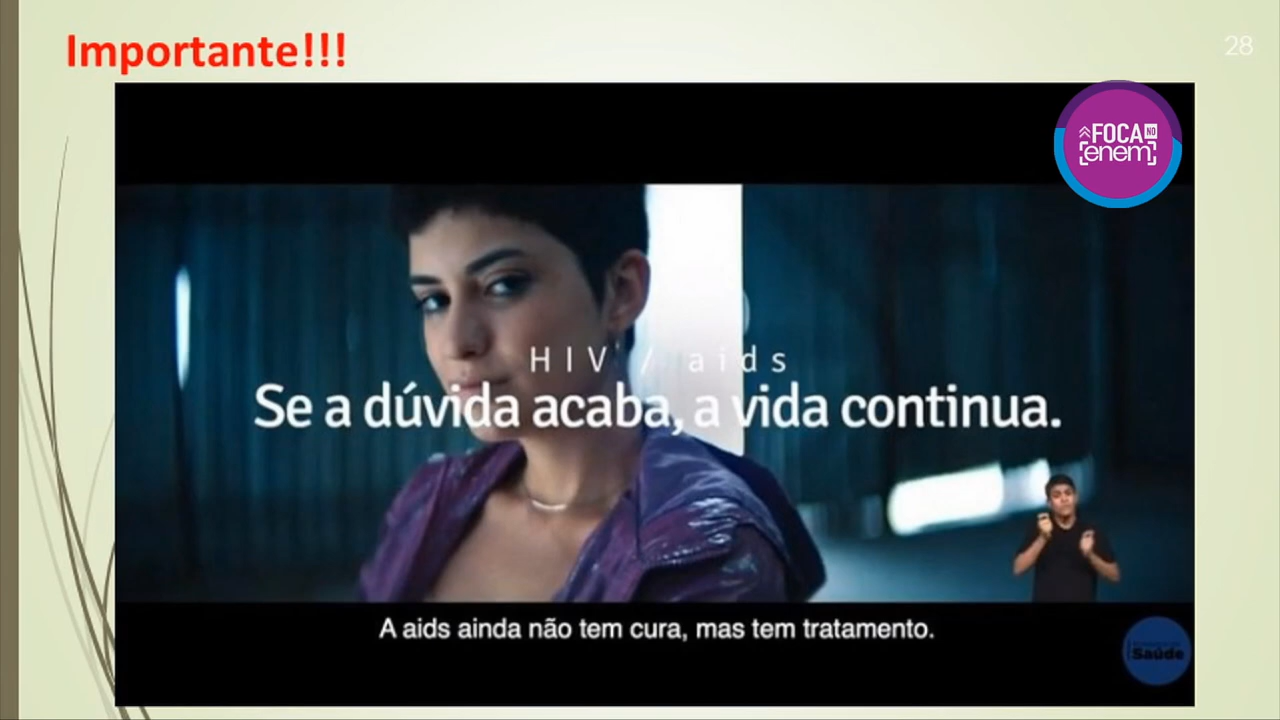 Importante!!!
28
FOCA NO
enem
HIV / aids
Se a dúvida acaba, a vida continua.
A aids ainda não tem cura, mas tem tratamento.
Saúde